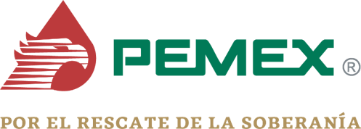 PEMEX ®
POR EL RESCATE DE LA SOBERANÍA